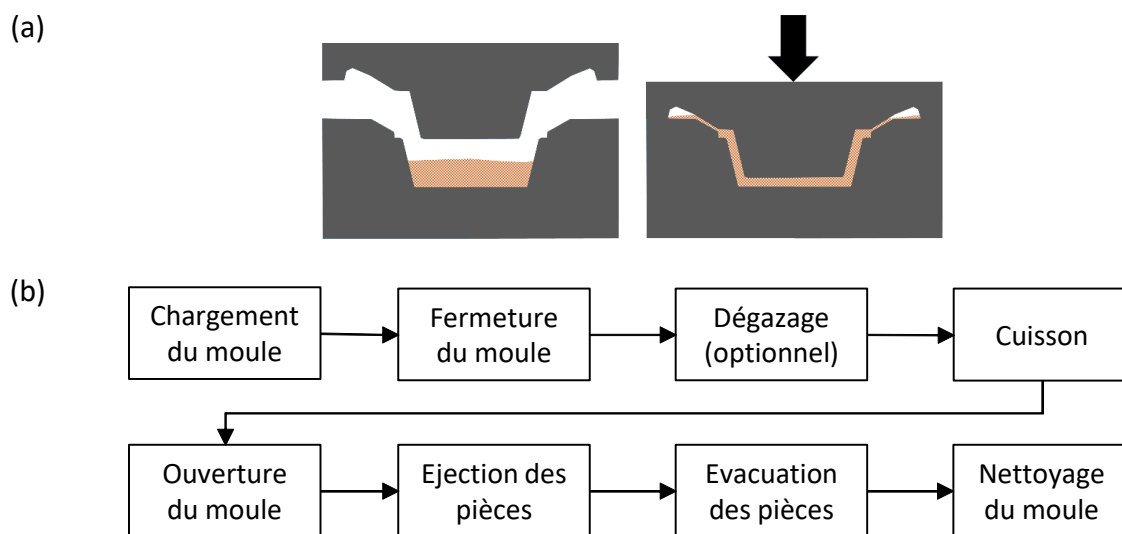 (a)
(b)
Chargement
du moule
Fermeture
du moule
Dégazage
(optionnel)
Cuisson
Ouverture
du moule
Ejection des
pièces
Evacuation
des pièces
Nettoyage
du moule